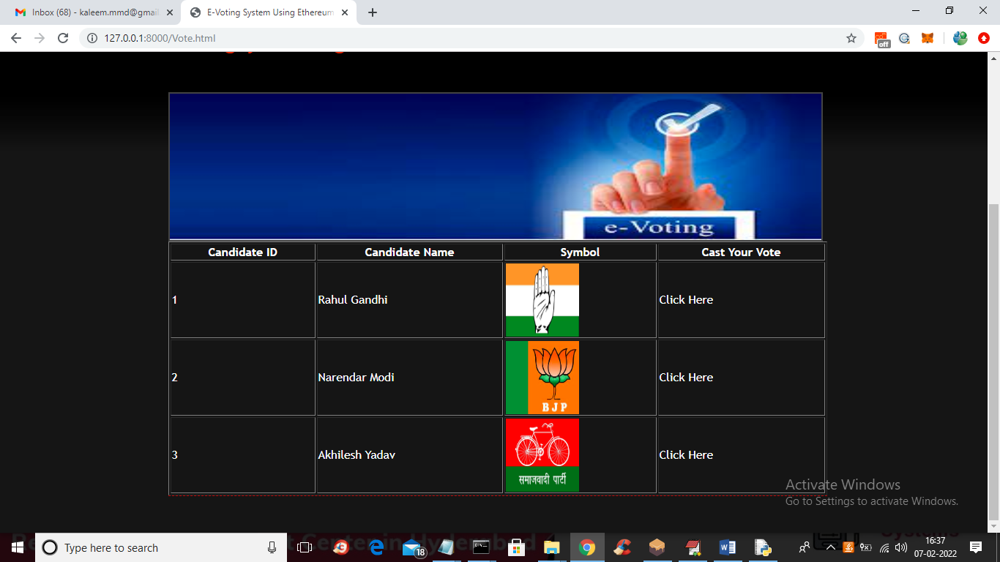 Inbox (68) - kaleem.mmd@gmail
E-Voting System Using Ethereum
127.0.0.1:8000/Vote.html
off
e-Voting
Candidate ID Candidate Name Symbol Cast Your Vote
1 Rahul Gandhi Click Here
2 Narendar Modi BJP Click Here
3 Akhilesh Yadav समाजवादी पार्टी Click Here
Activate Windows
Go to Settings to activate Windows.
Type here to search
18
16:37
07-02-2022